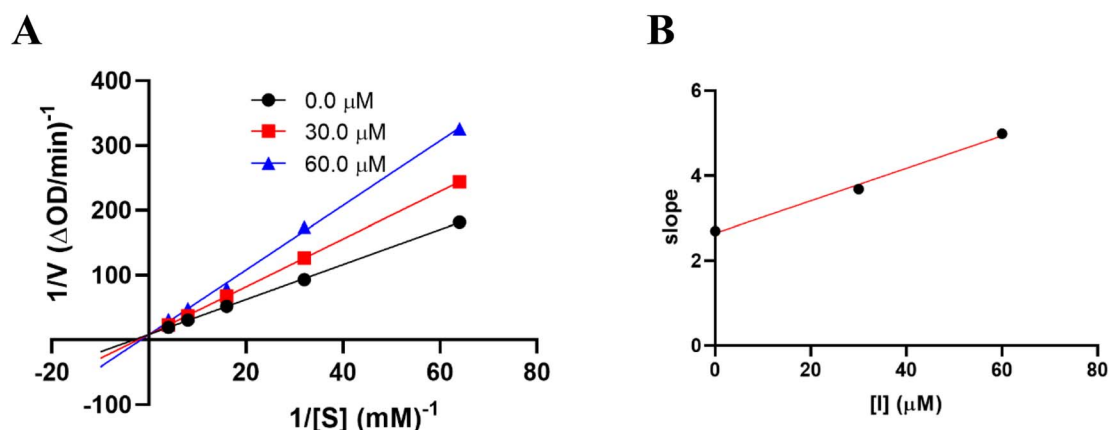 A
1/V (ΔOD/min)⁻¹
400
300
200
100
-100
-20
20
40
60
80
0.0 μM
30.0 μM
60.0 μM
1/[S] (mM)⁻¹
B
slope
6
4
2
0
0
20
40
60
80
[I] (μM)